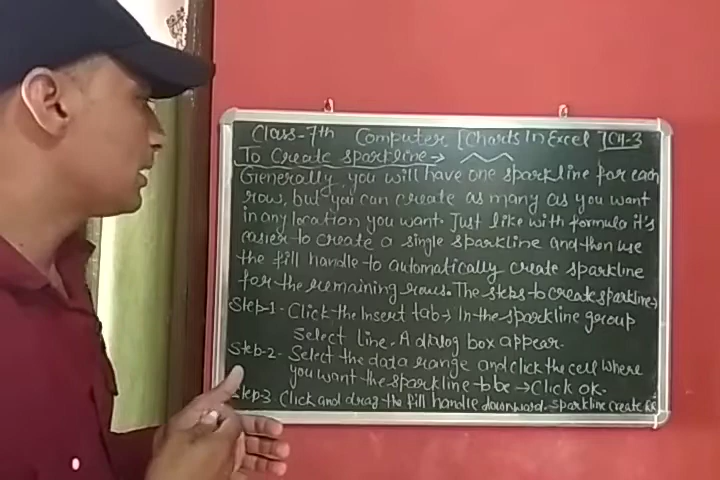 Class-7th Computer [Charts In Excel] CH-3
To Create sparkline →
Generally, you will have one sparkline for each
row, but you can create as many as you want
in any location you want. Just like with formula it's
easier to create a single sparkline and then use
the fill handle to automatically create sparkline
for the remaining rows. The steps to create sparkline→
Step-1- Click the Insert tab → In the sparkline group
Select Line. A dialog box appear.
Step-2- Select the data range and click the cell where
you want the sparkline to be → Click ok.
Step-3 Click and drag the fill handle downward. sparkline create